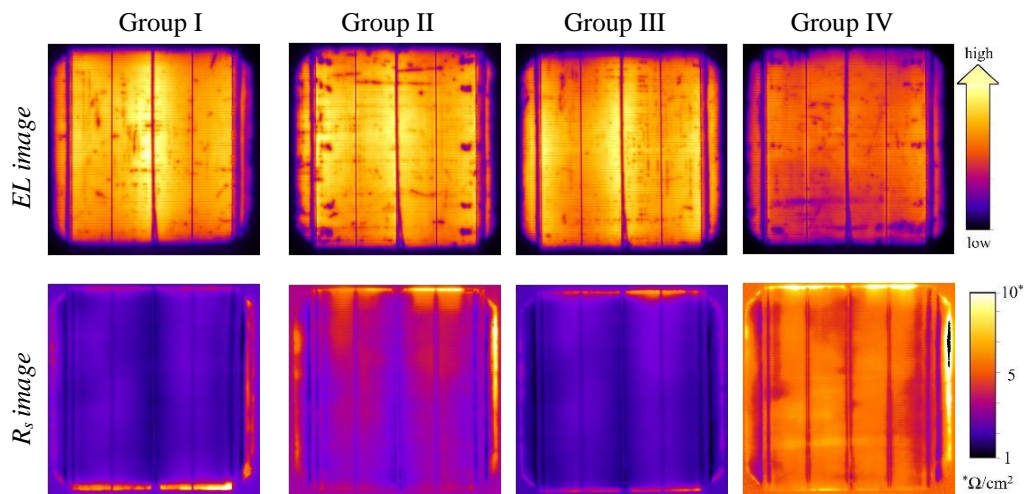 Group I
Group II
Group III
Group IV
EL image
high
low
Rs image
10*
5
1
*Ω/cm²